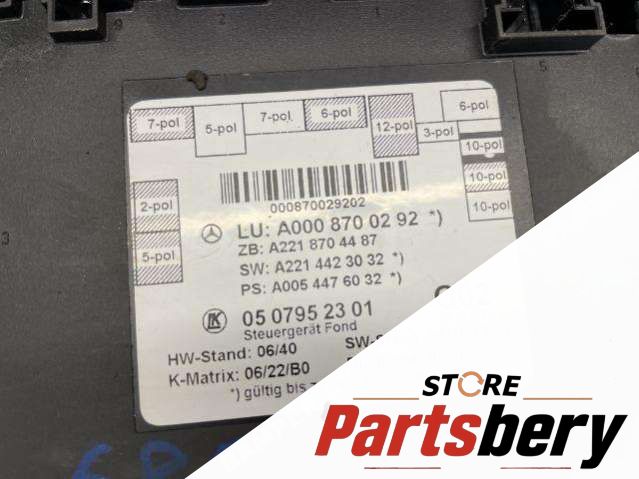 7-pol
5-pol
7-pol
6-pol
12-pol
3-pol
6-pol
10-pol
10-pol
10-pol
2-pol
5-pol
000870029202
LU: A000 870 02 92 *)
ZB: A221 870 44 87
SW: A221 442 30 32 *)
PS: A005 447 60 32 *)
05 0795 23 01
Steuergerät Fond
HW-Stand: 06/40 SW-
K-Matrix: 06/22/B0
*) gültig bis
3
STORE
Partsbery